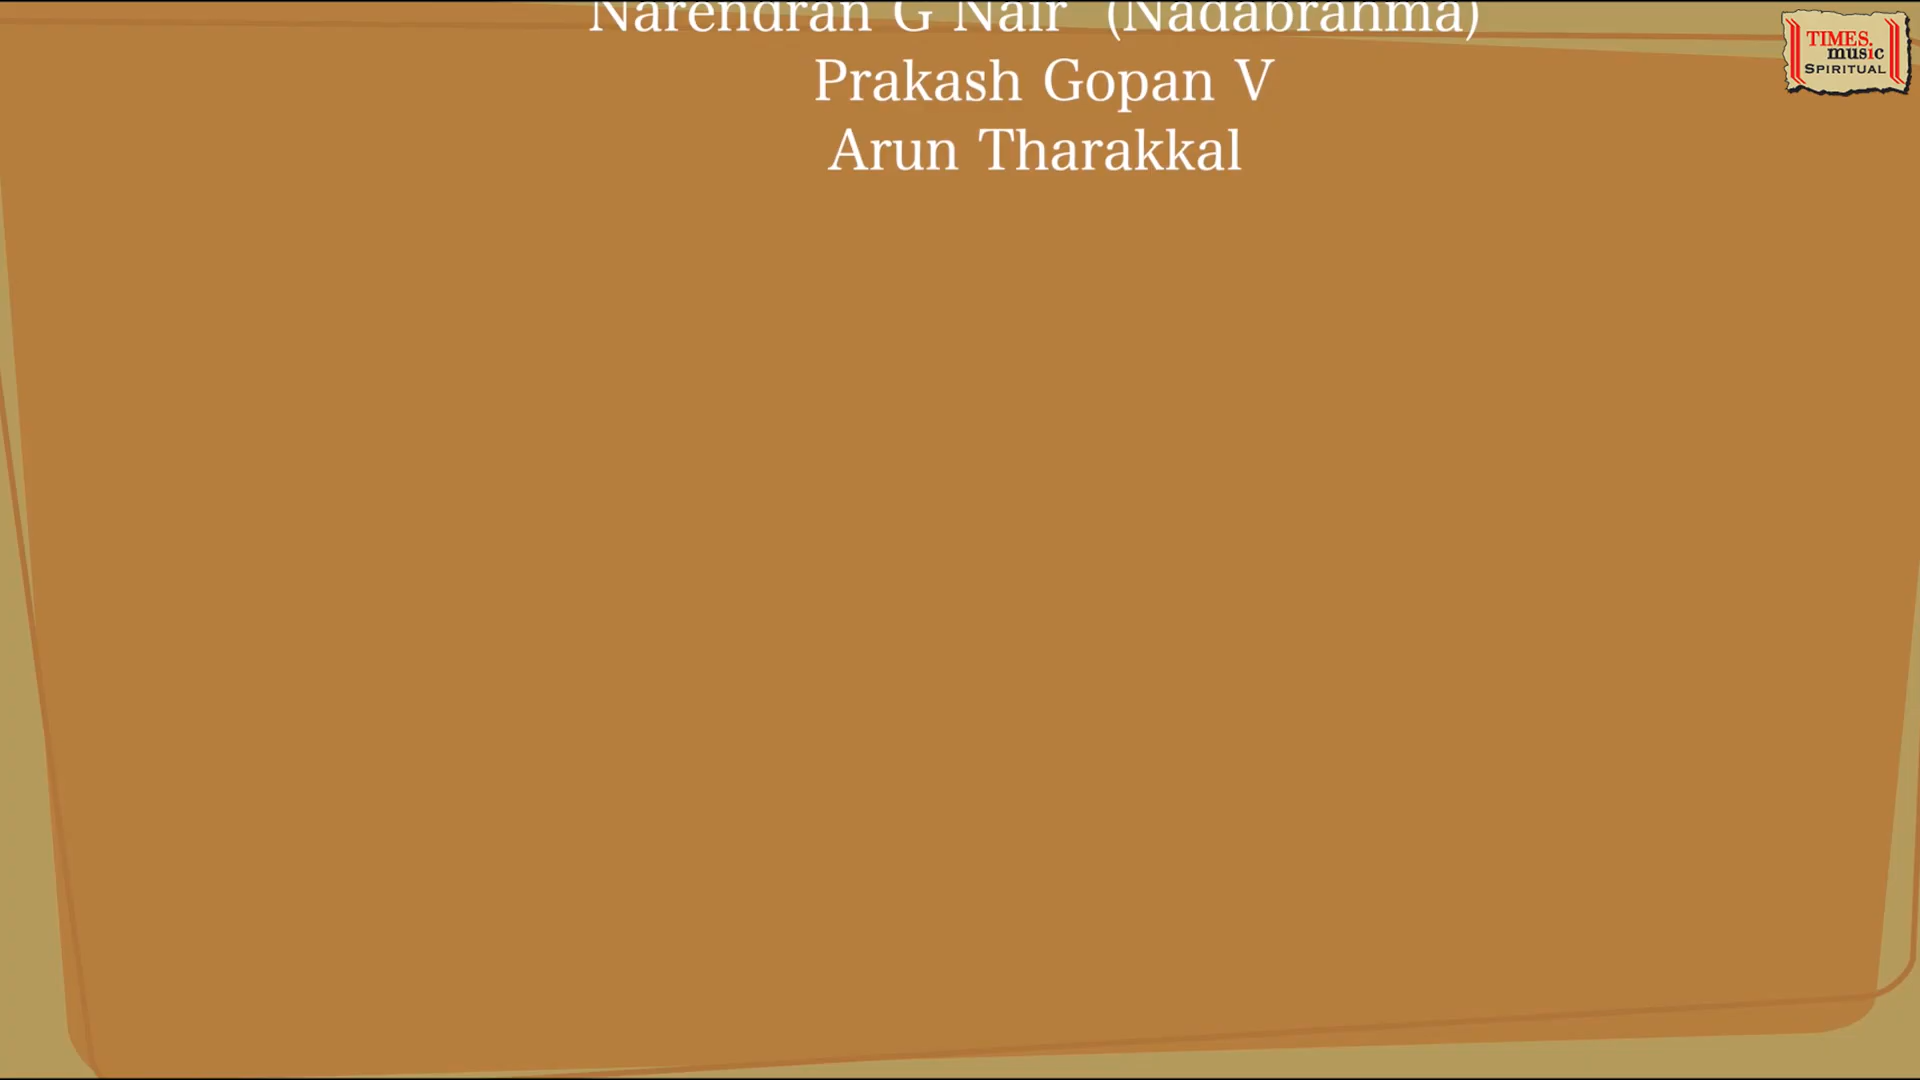 Narendran G Nair (Nadabrahma)
Prakash Gopan V
Arun Tharakkal
TIMES.
music
SPIRITUAL